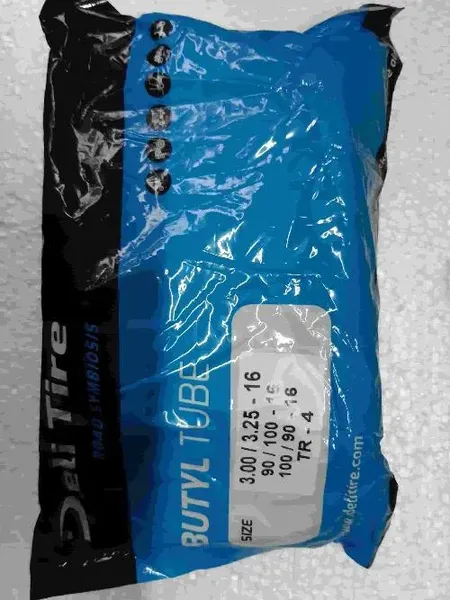 Deli Tire
ROAD SYMBIOSIS
BUTYL TUBE
SIZE
3.00 / 3.25 - 16
90 / 100 - 16
100 / 90 - 16
TR - 4
www.delitire.com